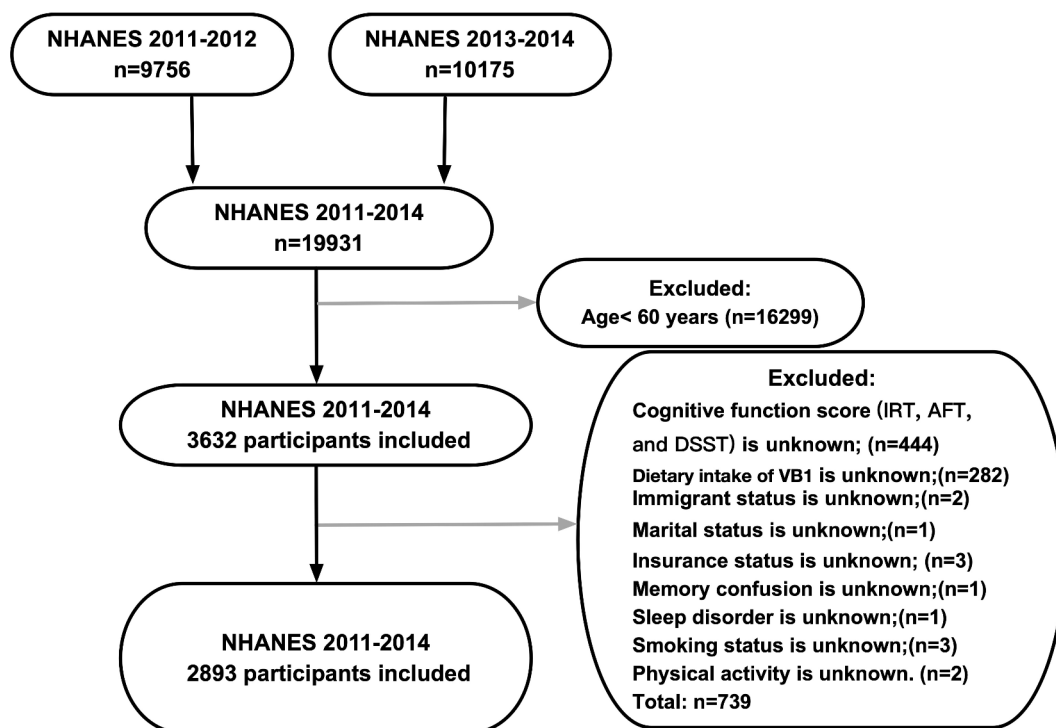 NHANES 2011-2012
n=9756
NHANES 2013-2014
n=10175
NHANES 2011-2014
n=19931
Excluded:
Age< 60 years (n=16299)
NHANES 2011-2014
3632 participants included
Excluded:
Cognitive function score (IRT, AFT,
and DSST) is unknown; (n=444)
Dietary intake of VB1 is unknown;(n=282)
Immigrant status is unknown;(n=2)
Marital status is unknown;(n=1)
Insurance status is unknown; (n=3)
Memory confusion is unknown;(n=1)
Sleep disorder is unknown;(n=1)
Smoking status is unknown;(n=3)
Physical activity is unknown. (n=2)
Total: n=739
NHANES 2011-2014
2893 participants included